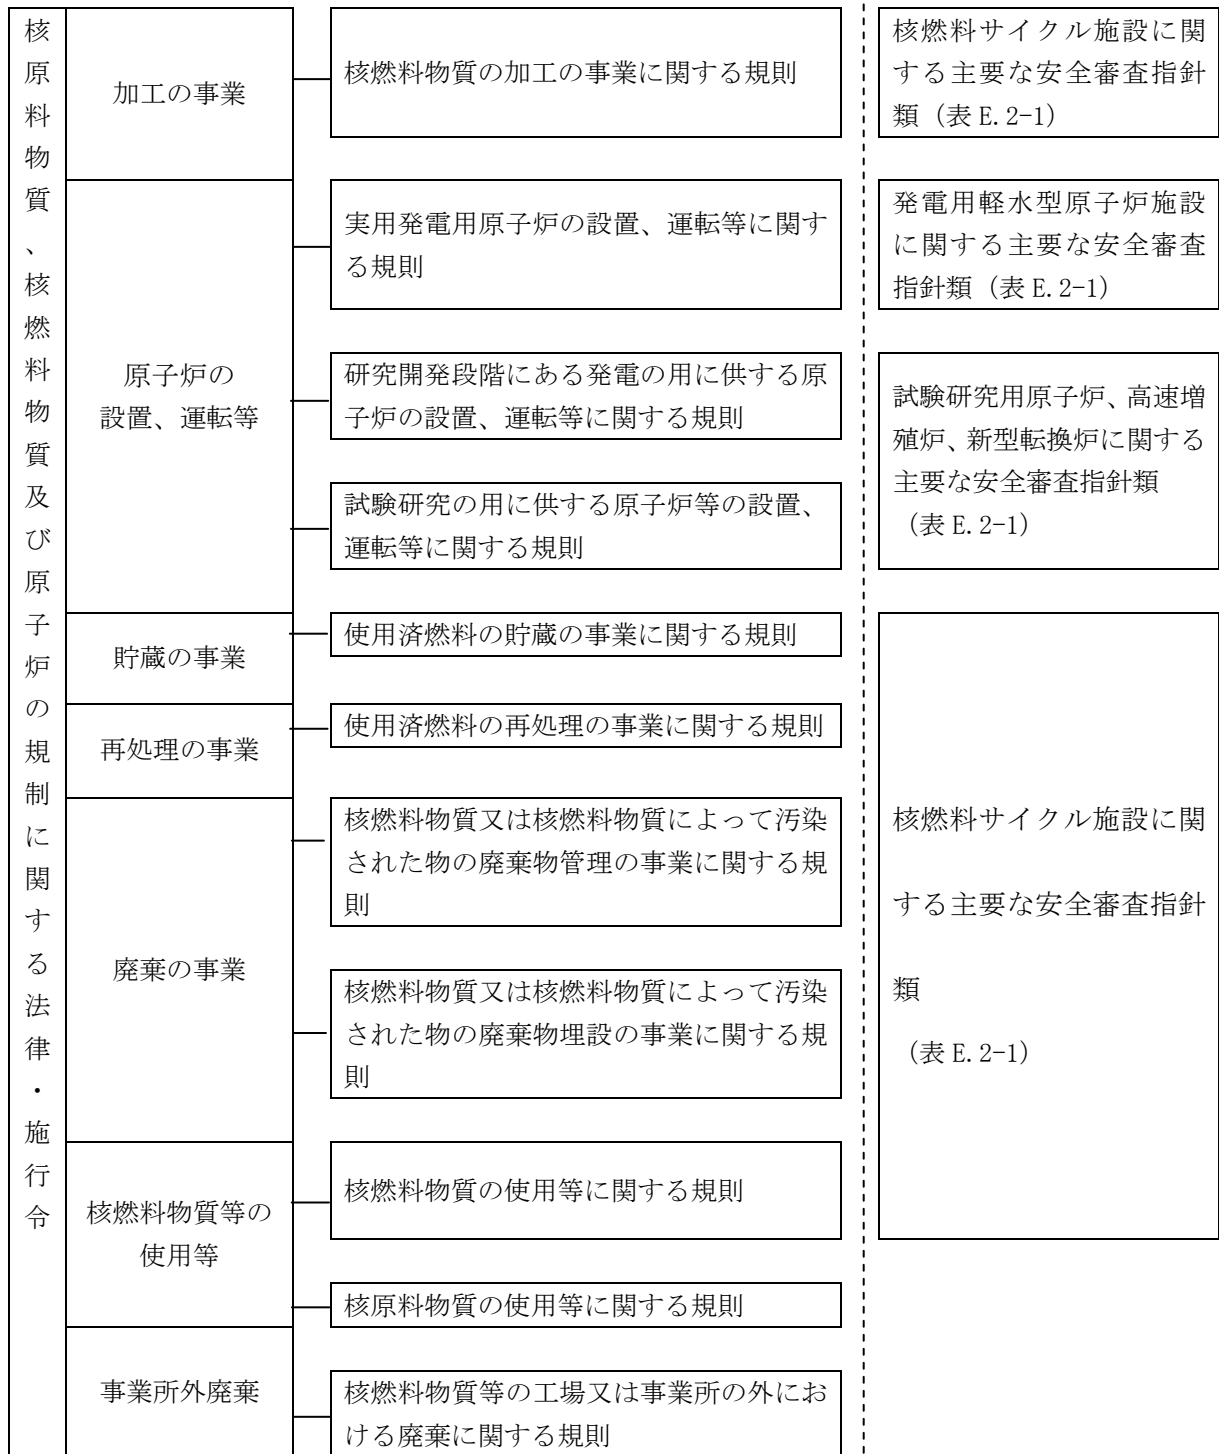 核原料物質、核燃料物質及び原子炉の規制に関する法律・施行令
加工の事業
核燃料物質の加工の事業に関する規則
核燃料サイクル施設に関
する主要な安全審査指針
類（表 E.2-1）
原子炉の
設置、運転等
実用発電用原子炉の設置、運転等に関す
る規則
発電用軽水型原子炉施設
に関する主要な安全審査
指針類（表 E.2-1）
研究開発段階にある発電の用に供する原
子炉の設置、運転等に関する規則
試験研究の用に供する原子炉等の設置、
運転等に関する規則
試験研究用原子炉、高速増
殖炉、新型転換炉に関する
主要な安全審査指針類
（表 E.2-1）
貯蔵の事業
使用済燃料の貯蔵の事業に関する規則
再処理の事業
使用済燃料の再処理の事業に関する規則
廃棄の事業
核燃料物質又は核燃料物質によって汚染
された物の廃棄物管理の事業に関する規
則
核燃料物質又は核燃料物質によって汚染
された物の廃棄物埋設の事業に関する規
則
核燃料サイクル施設に関
する主要な安全審査指針
類
（表 E.2-1）
核燃料物質等の
使用等
核燃料物質の使用等に関する規則
核原料物質の使用等に関する規則
事業所外廃棄
核燃料物質等の工場又は事業所の外にお
ける廃棄に関する規則